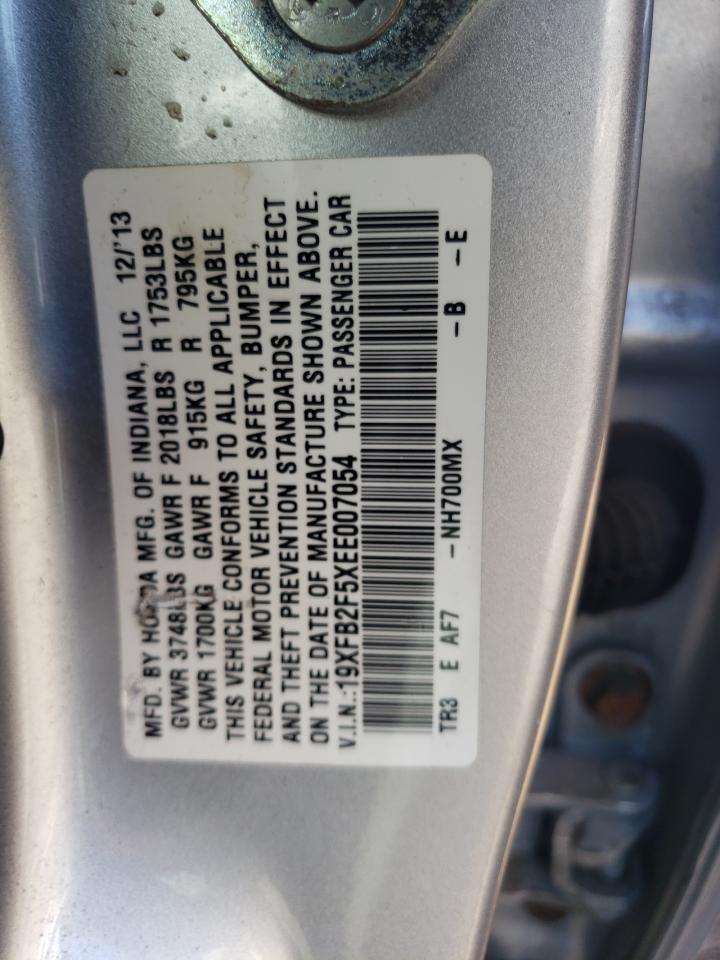 MFD. BY HONDA MFG. OF INDIANA, LLC 12/'13
GVWR 3748LBS GAWR F 2018LBS R 1753LBS
GVWR 1700KG GAWR F 915KG R 795KG
THIS VEHICLE CONFORMS TO ALL APPLICABLE
FEDERAL MOTOR VEHICLE SAFETY, BUMPER,
AND THEFT PREVENTION STANDARDS IN EFFECT
ON THE DATE OF MANUFACTURE SHOWN ABOVE.
V.I.N.:19XFB2F5XEE007054 TYPE: PASSENGER CAR
TR3 E AF7 -NH700MX -B -E